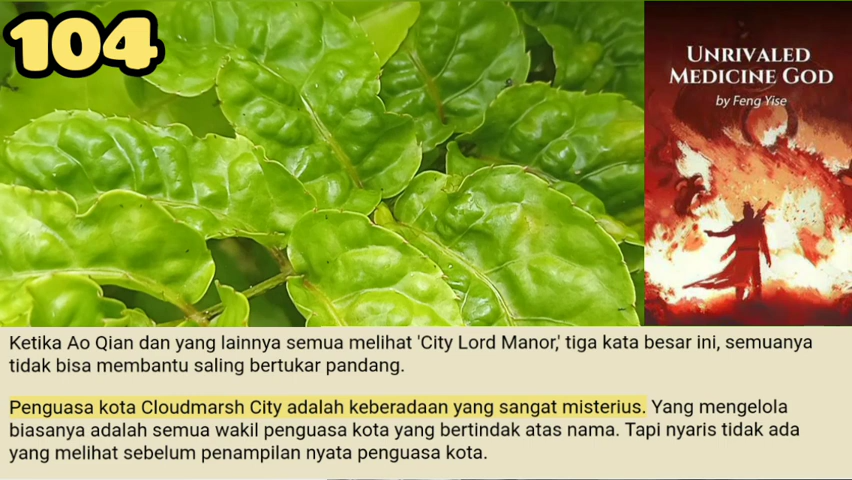 104
UNRIVALED
MEDICINE GOD
by Feng Yise
Ketika Ao Qian dan yang lainnya semua melihat 'City Lord Manor,' tiga kata besar ini, semuanya
tidak bisa membantu saling bertukar pandang.
Penguasa kota Cloudmarsh City adalah keberadaan yang sangat misterius. Yang mengelola
biasanya adalah semua wakil penguasa kota yang bertindak atas nama. Tapi nyaris tidak ada
yang melihat sebelum penampilan nyata penguasa kota.